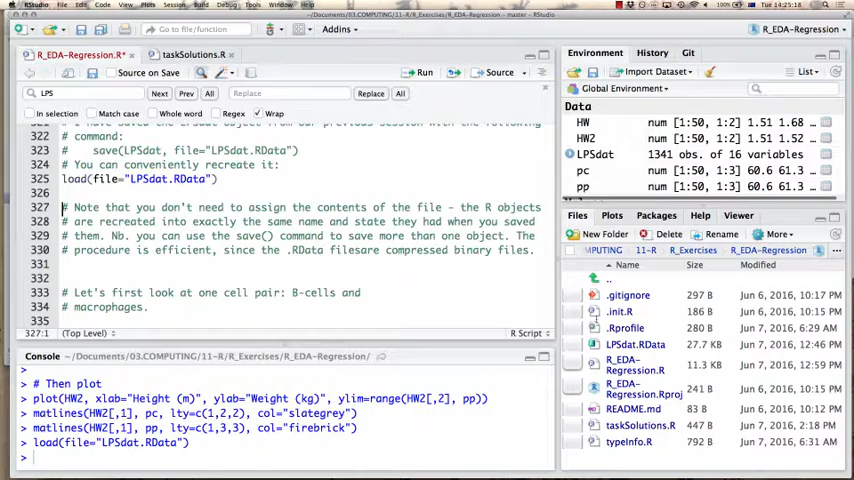 RStudio File Edit Code View Plots Session Build Debug Tools Window Help 100% Tue 14:25:18
~/Documents/03.COMPUTING/11-R/R_Exercises/R_EDA-Regression - master - RStudio
Go to file/function Addins R_EDA-Regression
R_EDA-Regression.R* taskSolutions.R
Source on Save Run Source
LPS Next Prev All Replace Replace All
In selection Match case Whole word Regex Wrap
322 # command:
323 #    save(LPSdat, file="LPSdat.RData")
324 # You can conveniently recreate it:
325 load(file="LPSdat.RData")
326
327 # Note that you don't need to assign the contents of the file - the R objects
328 # are recreated into exactly the same name and state they had when you saved
329 # them. Nb. you can use the save() command to save more than one object. The
330 # procedure is efficient, since the .RData filesare compressed binary files.
331
332
333 # Let's first look at one cell pair: B-cells and
334 # macrophages.
335
327:1 (Top Level) R Script
Console ~/Documents/03.COMPUTING/11-R/R_Exercises/R_EDA-Regression/
>
> # Then plot
> plot(HW2, xlab="Height (m)", ylab="Weight (kg)", ylim=range(HW2[,2], pp))
> matlines(HW2[,1], pc, lty=c(1,2,2), col="slategrey")
> matlines(HW2[,1], pp, lty=c(1,3,3), col="firebrick")
> load(file="LPSdat.RData")
>
Environment History Git
Import Dataset List
Global Environment
Data
HW num [1:50, 1:2] 1.51 1.68 ...
HW2 num [1:50, 1:2] 1.51 1.52 ...
LPSdat 1341 obs. of 16 variables
pc num [1:50, 1:3] 60.6 61.3 ...
pp num [1:50, 1:3] 60.6 61.3 ...
Files Plots Packages Help Viewer
New Folder Delete Rename More
MPUTING 11-R R_Exercises R_EDA-Regression
Name Size Modified
..
.gitignore 297 B Jun 6, 2016, 10:17 PM
.init.R 186 B Jun 6, 2016, 10:15 PM
.Rprofile 280 B Jun 7, 2016, 6:29 AM
LPSdat.RData 27.7 KB Jun 7, 2016, 12:46 PM
R_EDA-Regression.R 11.3 KB Jun 7, 2016, 12:59 PM
R_EDA-Regression.Rproj 241 B Jun 6, 2016, 10:15 PM
README.md 83 B Jun 6, 2016, 10:12 PM
taskSolutions.R 447 B Jun 7, 2016, 2:18 PM
typeInfo.R 792 B Jun 7, 2016, 6:31 AM